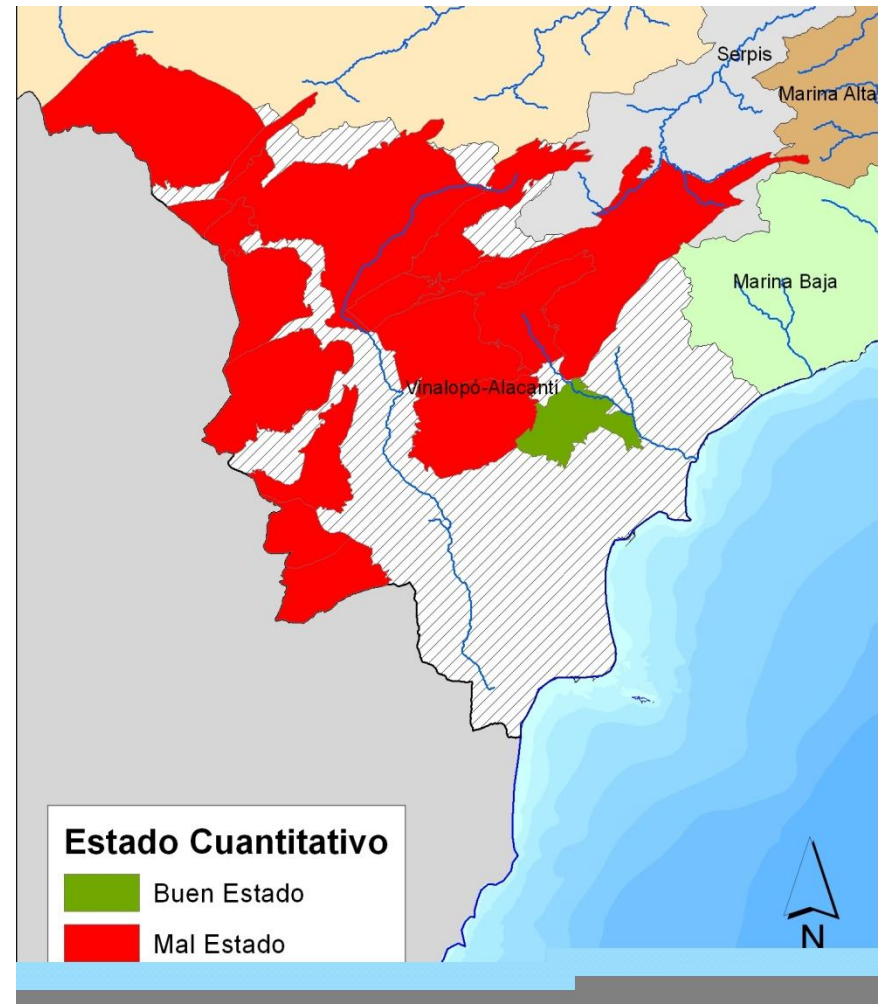 Serpis
Marina Alta
Marina Baja
Vinalopó-Alacantí
Estado Cuantitativo
Buen Estado
Mal Estado
N